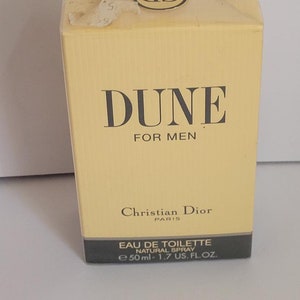 DUNE
FOR MEN
Christian Dior
PARIS
EAU DE TOILETTE
NATURAL SPRAY
℮ 50 ml - 1.7 US. FL.OZ.